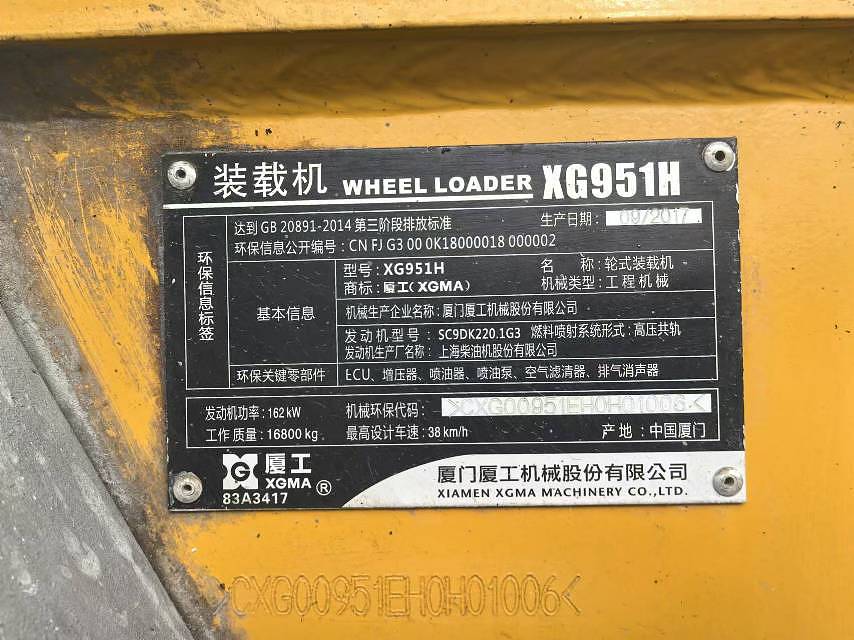 装载机 WHEEL LOADER XG951H
达到 GB 20891-2014 第三阶段排放标准 生产日期: 09/2017
环保信息公开编号: CN FJ G3 00 0K18000018 000002
环保信息标签
基本信息
型号: XG951H 名 称: 轮式装载机
商标: 厦工(XGMA) 机械类型: 工程机械
机械生产企业名称: 厦门厦工机械股份有限公司
发动机型号: SC9DK220.1G3 燃料喷射系统形式: 高压共轨
发动机生产厂名称: 上海柴油机股份有限公司
环保关键零部件 ECU、增压器、喷油器、喷油泵、空气滤清器、排气消声器
发动机功率: 162 kW 机械环保代码: >CXG00951EH0H01006<
工作质量: 16800 kg 最高设计车速: 38 km/h 产地: 中国厦门
厦工 XGMA ®
83A3417
厦门厦工机械股份有限公司
XIAMEN XGMA MACHINERY CO.,LTD.
>CXG00951EH0H01006<